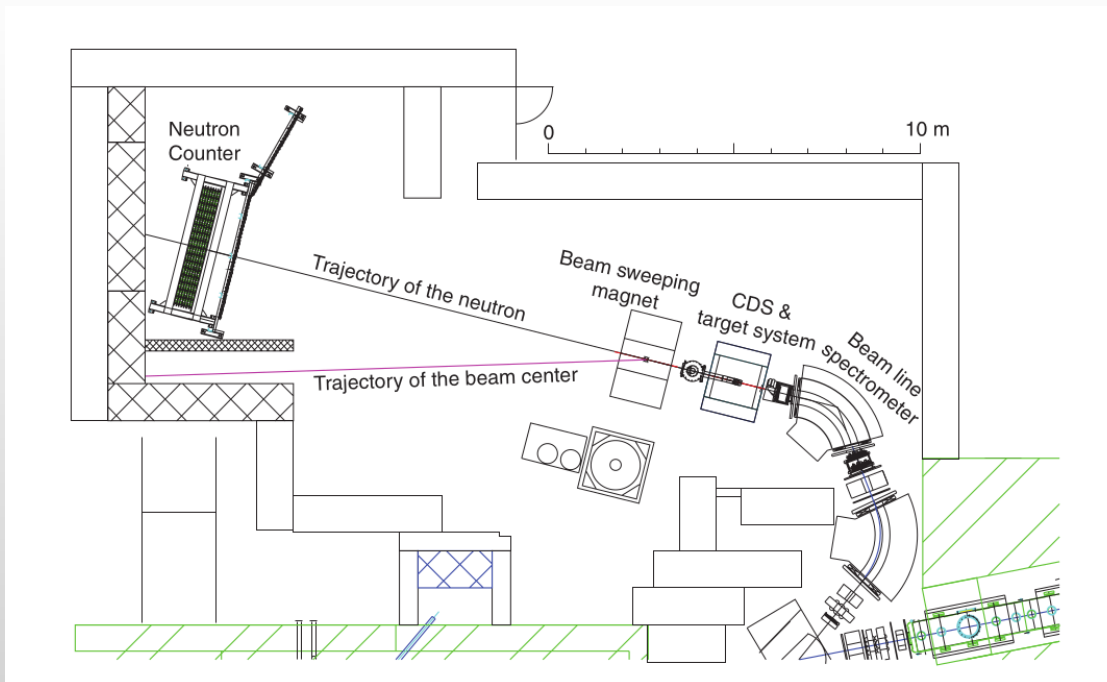 Neutron
Counter
0
10 m
Trajectory of the neutron
Beam sweeping
magnet
CDS &
target system
Beam line
spectrometer
Trajectory of the beam center